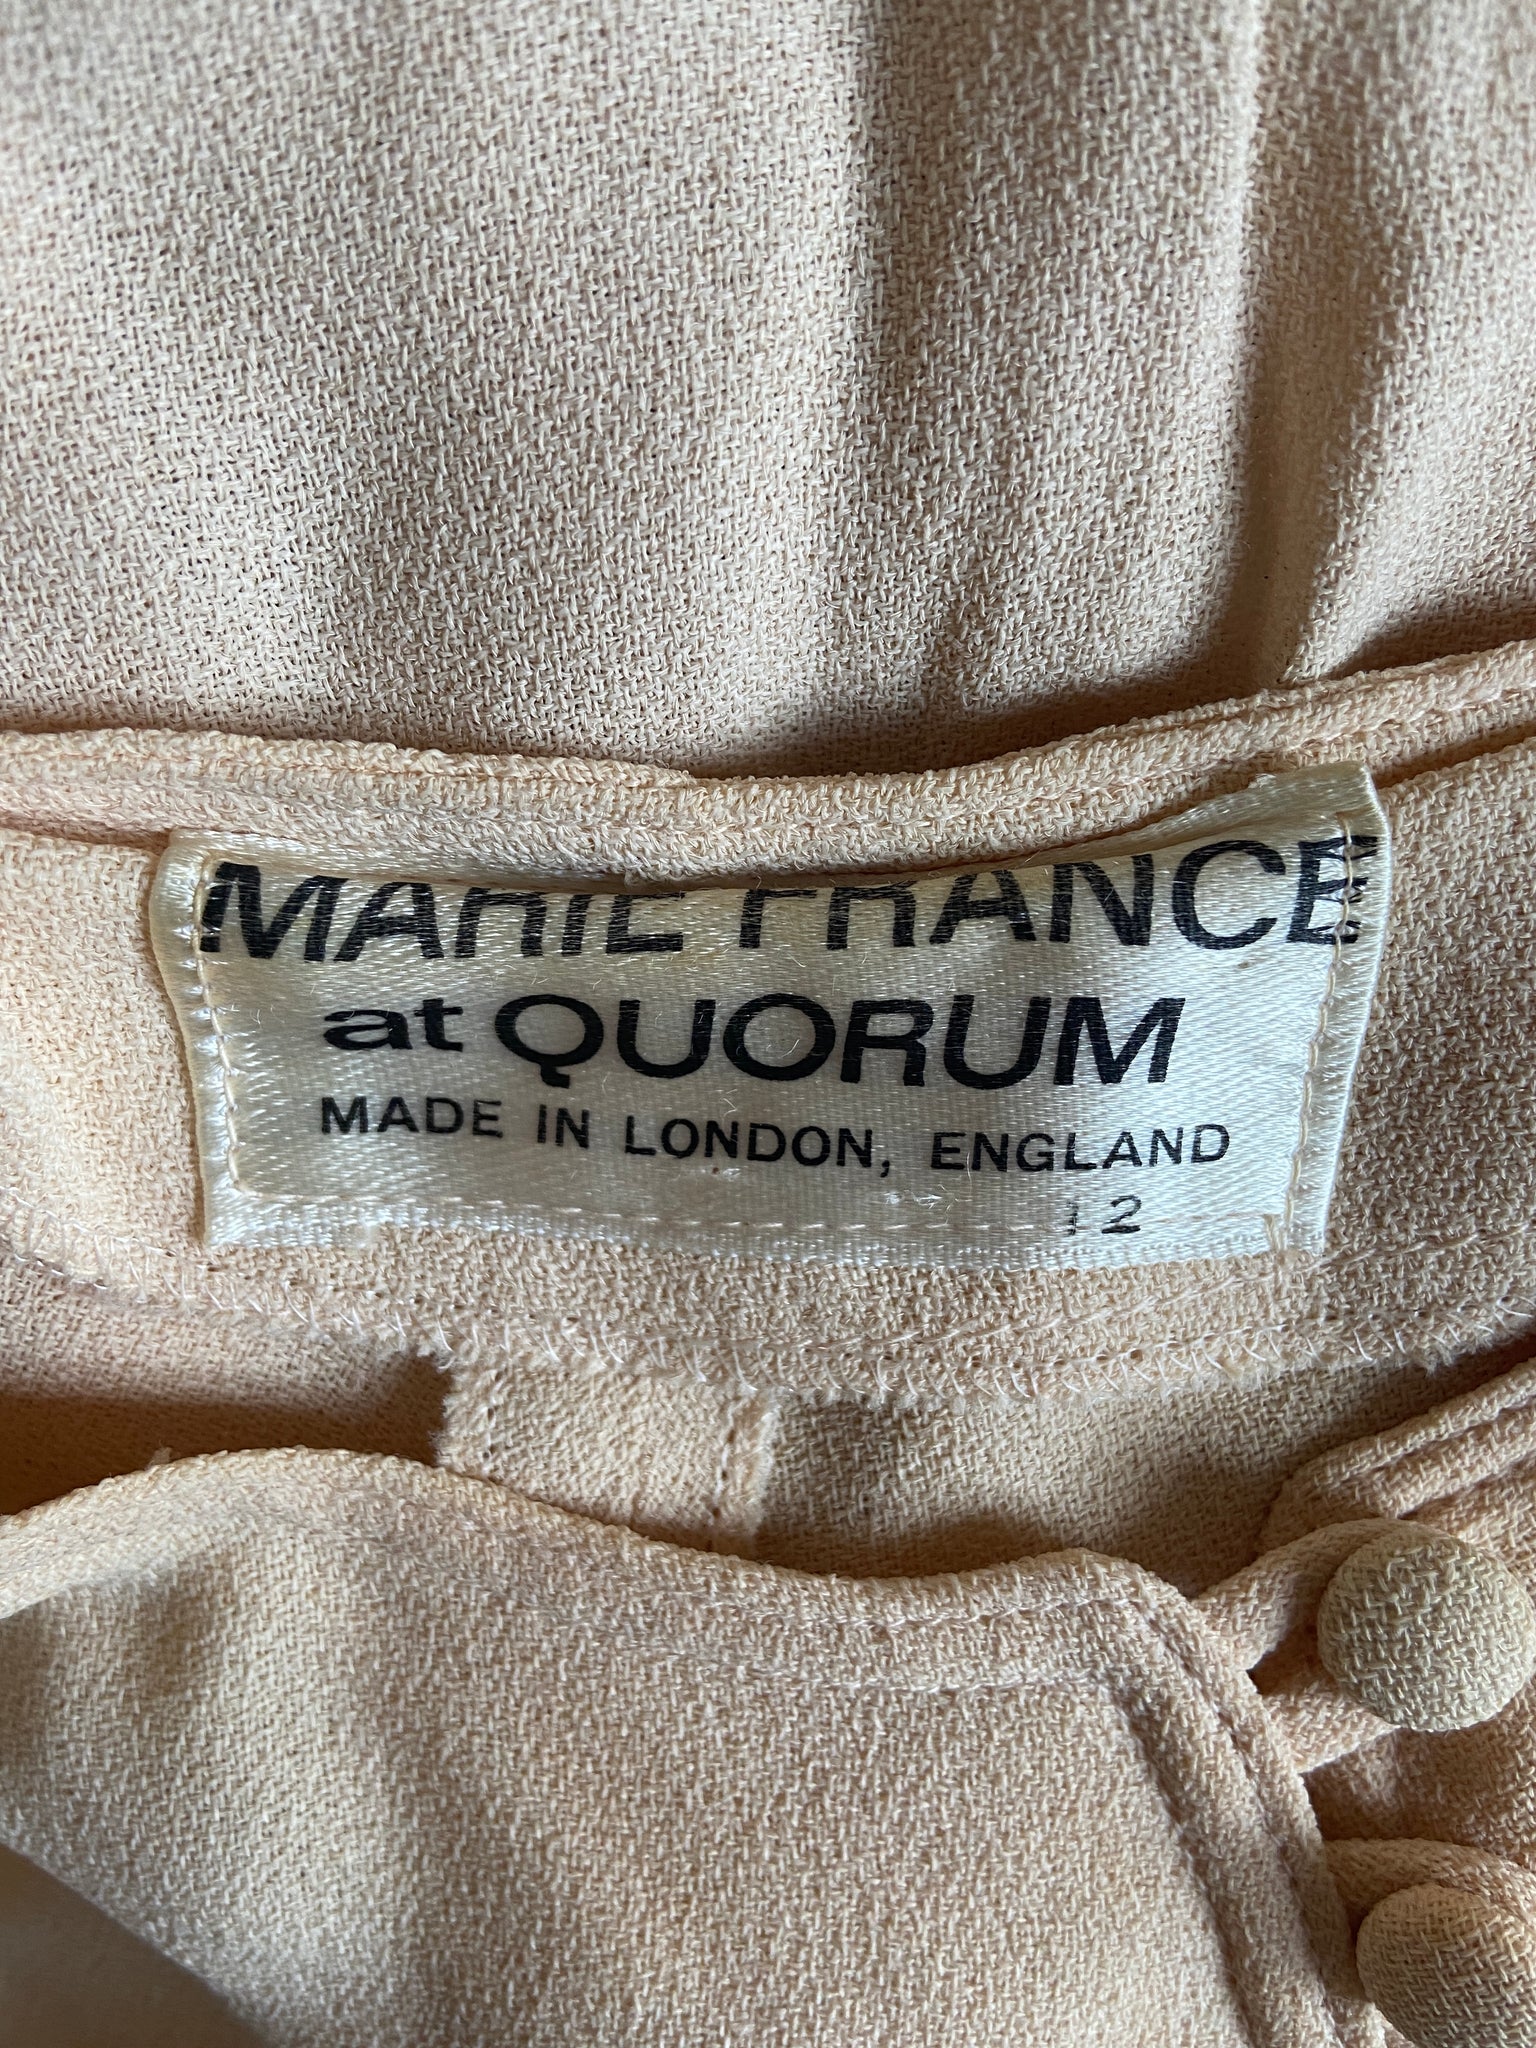 MARIE FRANCE
at QUORUM
MADE IN LONDON, ENGLAND
12